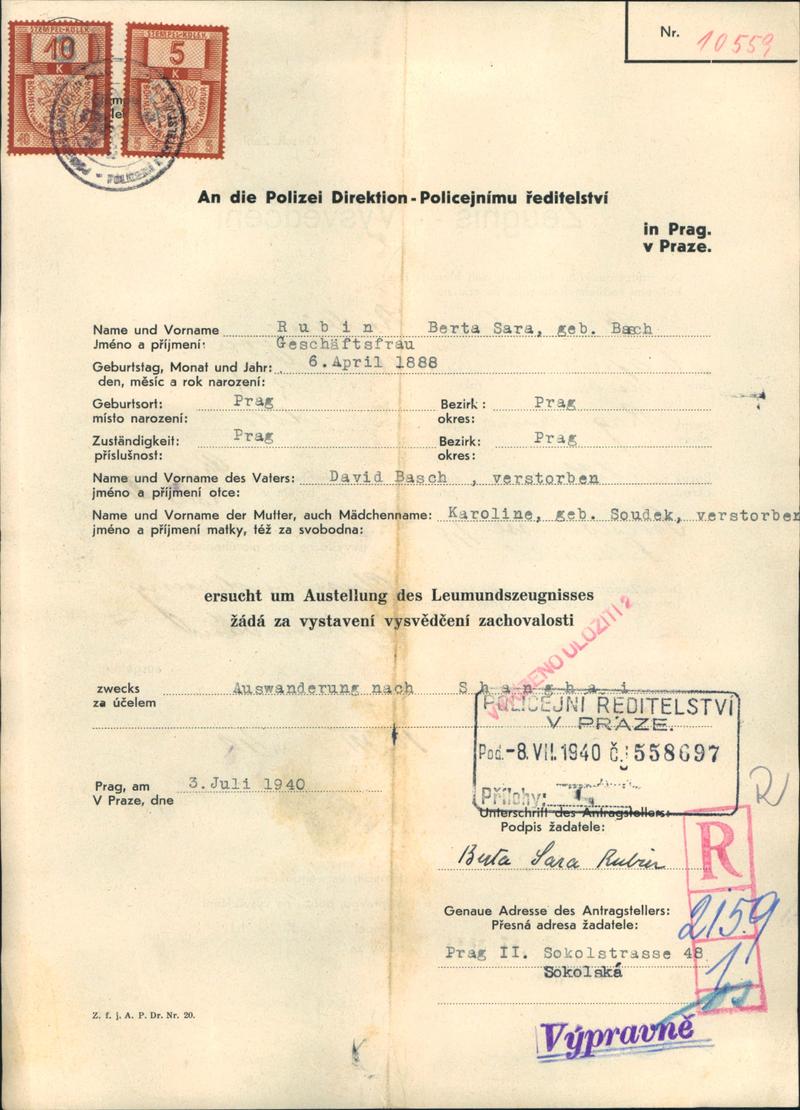 STEMPEL-KOLEK STEMPEL-KOLEK
10 5
K K
Nr. 10559
An die Polizei Direktion - Policejnímu ředitelství
in Prag.
v Praze.
Name und Vorname Rubin Berta Sara, geb. Basch
Jméno a příjmení: Geschäftsfrau
Geburtstag, Monat und Jahr: 6.April 1888
den, měsíc a rok narození:
Geburtsort: Prag Bezirk: Prag
místo narození: okres:
Zuständigkeit: Prag Bezirk: Prag
příslušnost: okres:
Name und Vorname des Vaters: David Basch , verstorben
jméno a příjmení otce:
Name und Vorname der Mutter, auch Mädchenname: Karoline, geb. Soudek, verstorben
jméno a příjmení matky, též za svobodna:
ersucht um Austellung des Leumundszeugnisses
žádá za vystavení vysvědčení zachovalosti
ULOŽITI
zwecks Auswanderung nach Shanghai
za účelem
POLICEJNÍ ŘEDITELSTVÍ
V PRAZE.
Pod. -8.VII.1940 č.: 558697
Přílohy:
Prag, am 3.Juli 1940
V Praze, dne
Unterschrift des Antragstellers:
Podpis žadatele:
R
Berta Sara Rubin
Genaue Adresse des Antragstellers:
Přesná adresa žadatele:
2159
Prag II. Sokolstrasse 48
Sokolská
1
Z. f. j. A. P. Dr. Nr. 20.
Výpravně